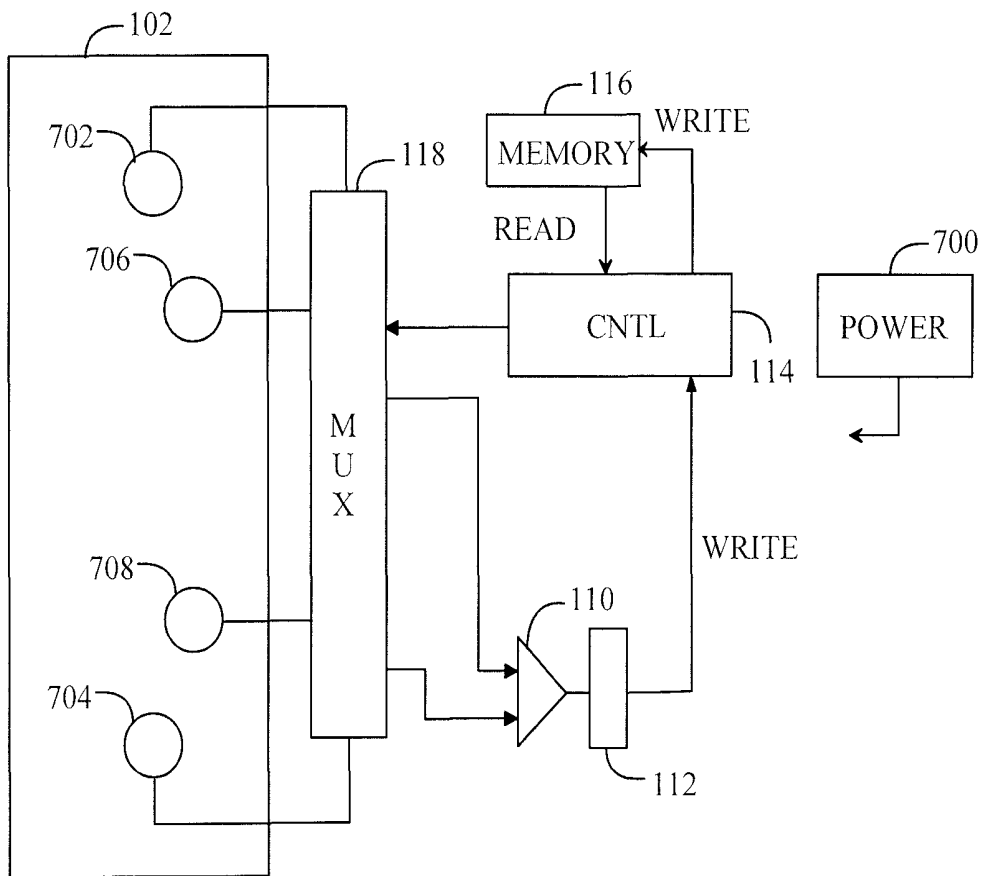 102
116
WRITE
702
118
MEMORY
READ
700
706
CNTL
POWER
114
M
U
X
WRITE
708
110
704
112